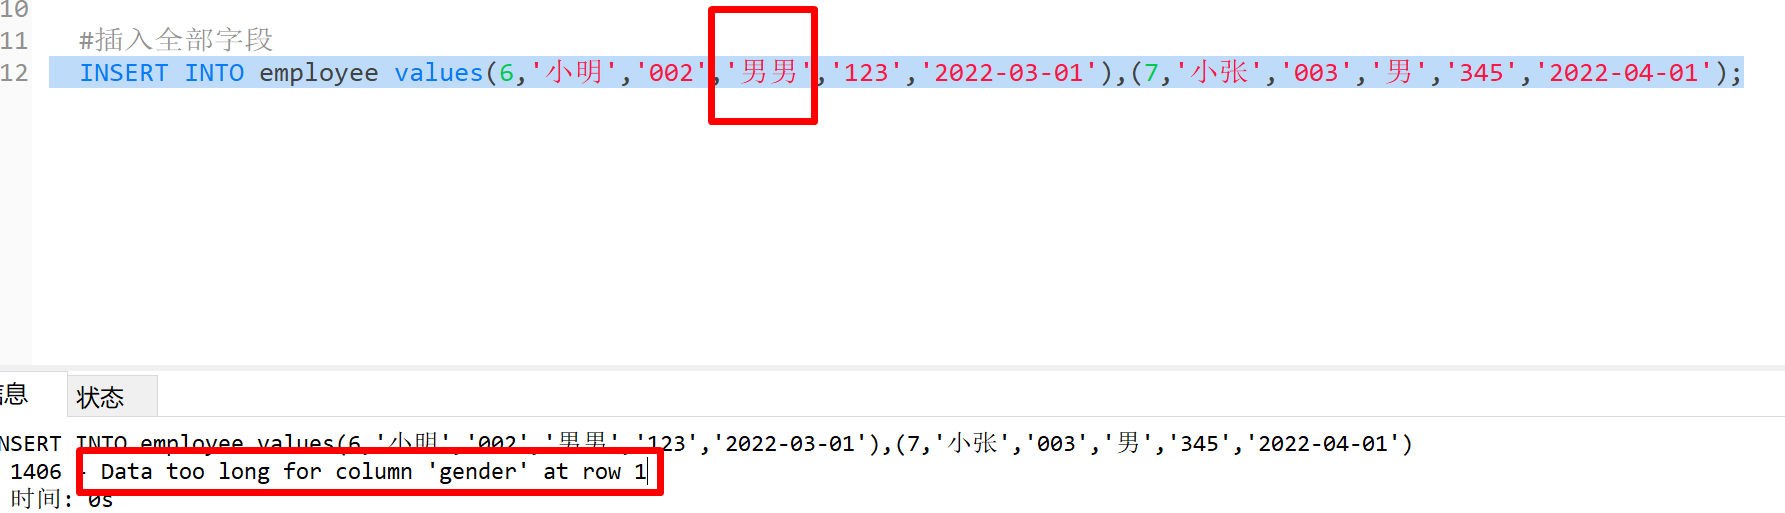 10
11 #插入全部字段
12 INSERT INTO employee values(6,'小明','002','男男','123','2022-03-01'),(7,'小张','003','男','345','2022-04-01');
信息 状态
NSERT INTO employee values(6,'小明','002','男男','123','2022-03-01'),(7,'小张','003','男','345','2022-04-01')
1406 - Data too long for column 'gender' at row 1
时间: 0s